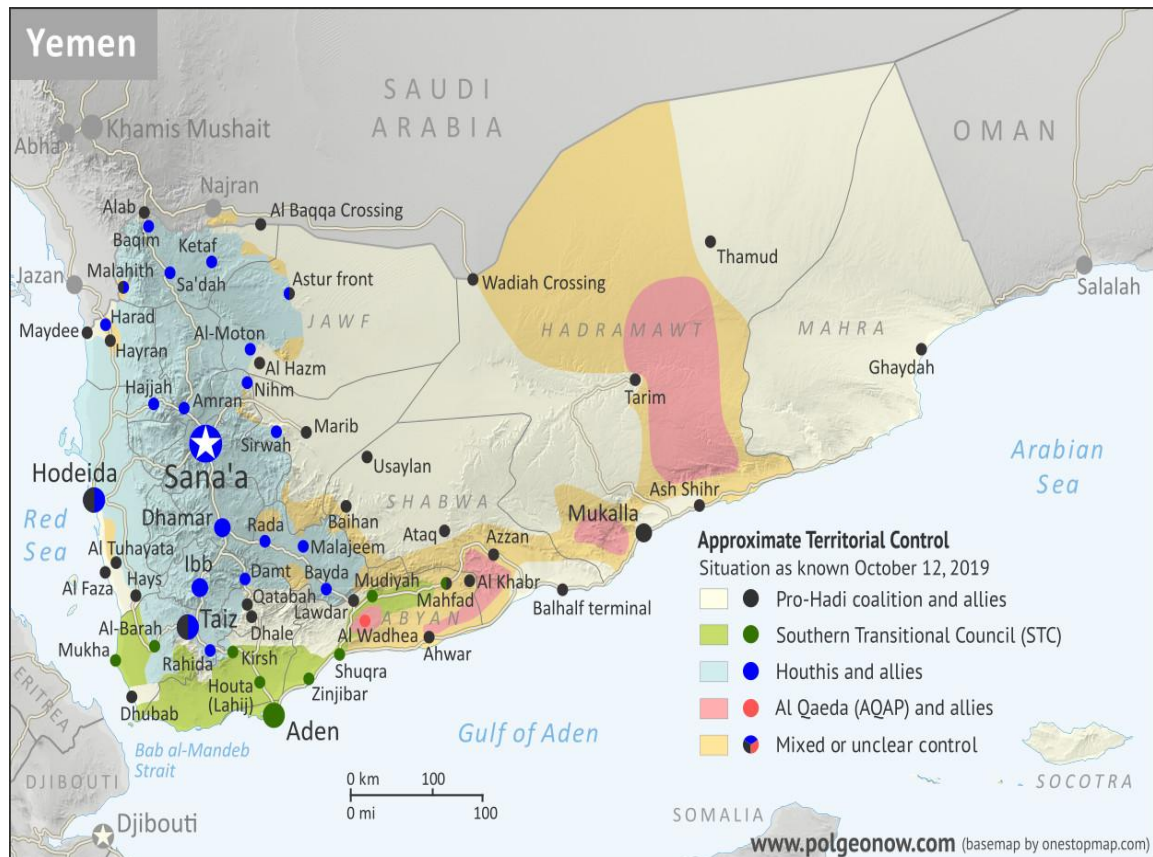 Yemen
SAUDI
ARABIA
OMAN
Khamis Mushait
Abha
Najran
Alab
Al Baqqa Crossing
Baqim
Ketaf
Thamud
Jazan
Malahith
Sa'dah
Astur front
Wadiah Crossing
Salalah
Harad
JAWF
HADRAMAWT
MAHRA
Maydee
Al-Moton
Hayran
Al Hazm
Ghaydah
Hajjah
Nihm
Tarim
Amran
Marib
Sirwah
Arabian
Sea
Usaylan
Hodeida
Sana'a
SHABWA
Ash Shihr
Red
Sea
Dhamar
Rada
Baihan
Ataq
Mukalla
Azzan
Al Tuhayata
Malajeem
Ibb
Damt
Bayda
Mudiyah
Al Khabr
Al Faza
Hays
Qatabah
Lawdar
Mahfad
Balhalf terminal
Al-Barah
Taiz
Dhale
ABYAN
Al Wadhea
Ahwar
Mukha
Rahida
Kirsh
Shuqra
Houta
(Lahij)
Zinjibar
Dhubab
Aden
ERITREA
Gulf of Aden
Bab al-Mandeb
Strait
DJIBOUTI
Djibouti
0 km 100
0 mi 100
Approximate Territorial Control
Situation as known October 12, 2019
Pro-Hadi coalition and allies
Southern Transitional Council (STC)
Houthis and allies
Al Qaeda (AQAP) and allies
Mixed or unclear control
SOCOTRA
SOMALIA
www.polgeonow.com (basemap by onestopmap.com)